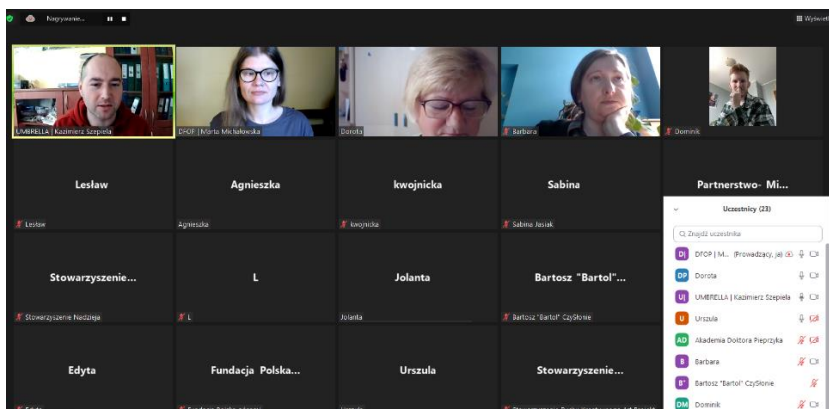 Nagrywanie...
Wyświetl
UMBRELLA | Kazimierz Szepiela
DFOP | Marta Michałowska
Dorota
Barbara
Dominik
Lesław
Agnieszka
kwojnicka
Sabina
Partnerstwo- Mi...
Lesław
Agnieszka
kwojnicka
Sabina Jasiak
Stowarzyszenie...
L
Jolanta
Bartosz "Bartol"...
Stowarzyszenie Nadzieja
L
Jolanta
Bartosz "Bartol" CzySłonie
Edyta
Fundacja Polska...
Urszula
Stowarzyszenie...
Uczestnicy (23)
Znajdź uczestnika
D| DFOP | M... (Prowadzący, ja)
DP Dorota
U| UMBRELLA | Kazimierz Szepiela
U Urszula
AD Akademia Doktora Pieprzyka
B Barbara
B" Bartosz "Bartol" CzySłonie
DM Dominik